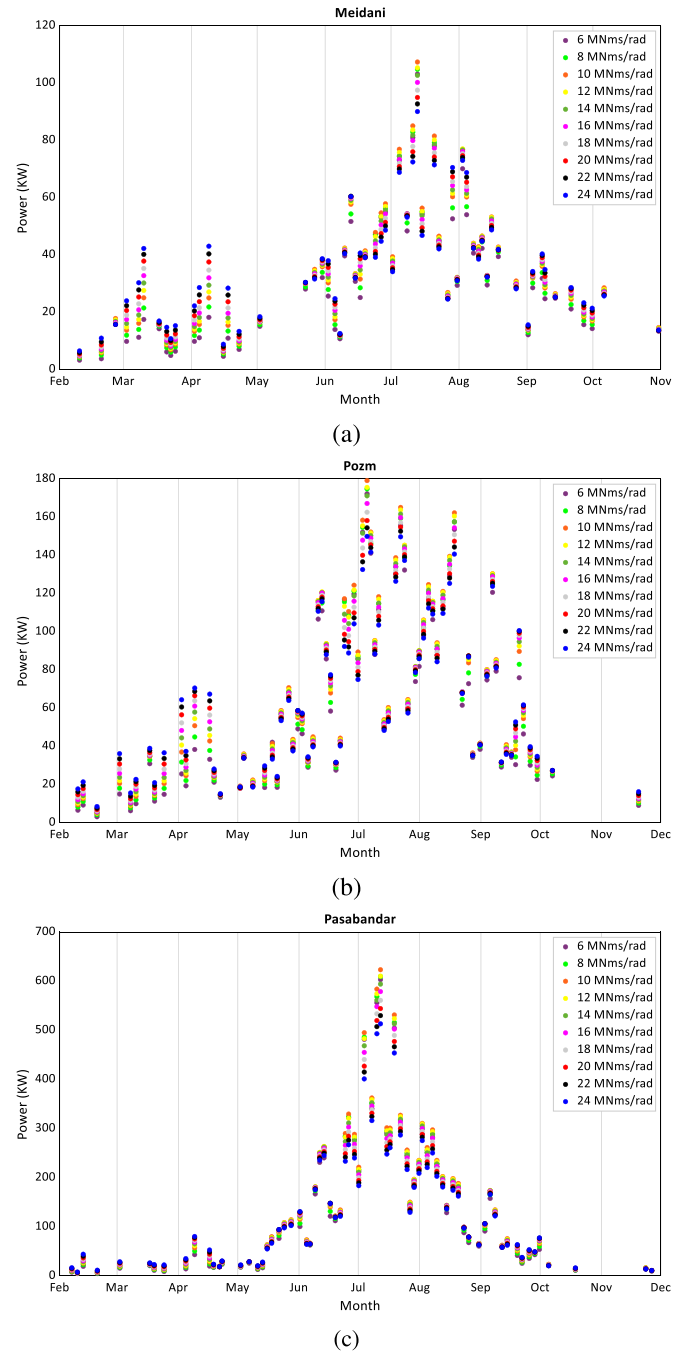 Meidani
120
100
80
60
40
20
0
Power (KW)
6 MNms/rad
8 MNms/rad
10 MNms/rad
12 MNms/rad
14 MNms/rad
16 MNms/rad
18 MNms/rad
20 MNms/rad
22 MNms/rad
24 MNms/rad
Feb Mar Apr May Jun Jul Aug Sep Oct Nov
Month
(a)
Pozm
180
160
140
120
100
80
60
40
20
0
Power (KW)
6 MNms/rad
8 MNms/rad
10 MNms/rad
12 MNms/rad
14 MNms/rad
16 MNms/rad
18 MNms/rad
20 MNms/rad
22 MNms/rad
24 MNms/rad
Feb Mar Apr May Jun Jul Aug Sep Oct Nov Dec
Month
(b)
Pasabandar
700
600
500
400
300
200
100
0
Power (KW)
6 MNms/rad
8 MNms/rad
10 MNms/rad
12 MNms/rad
14 MNms/rad
16 MNms/rad
18 MNms/rad
20 MNms/rad
22 MNms/rad
24 MNms/rad
Feb Mar Apr May Jun Jul Aug Sep Oct Nov Dec
Month
(c)